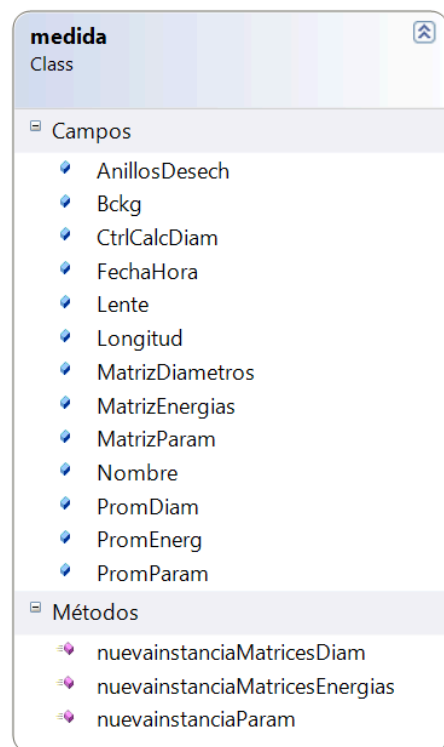 medida
Class
Campos
AnillosDesech
Bckg
CtrlCalcDiam
FechaHora
Lente
Longitud
MatrizDiametros
MatrizEnergias
MatrizParam
Nombre
PromDiam
PromEnerg
PromParam
Métodos
nuevainstanciaMatricesDiam
nuevainstanciaMatricesEnergias
nuevainstanciaParam